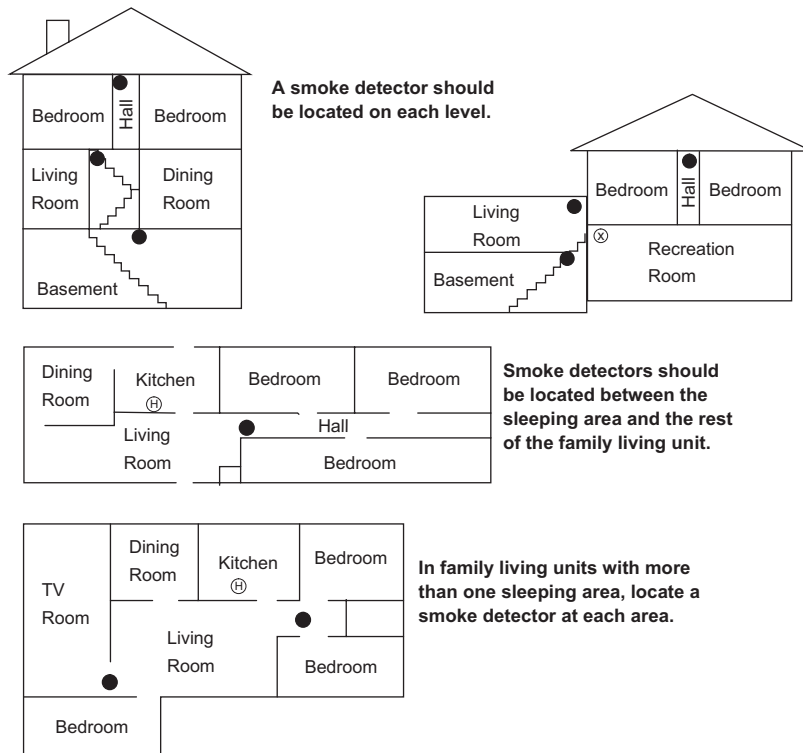 A smoke detector should
be located on each level.
Bedroom
Hall
Bedroom
Living
Room
Dining
Room
Basement
Bedroom
Hall
Bedroom
Living
Room
X
Recreation
Room
Basement
Dining
Room
Kitchen
H
Bedroom
Bedroom
Living
Room
Hall
Bedroom
Smoke detectors should
be located between the
sleeping area and the rest
of the family living unit.
TV
Room
Dining
Room
Kitchen
H
Bedroom
Living
Room
Bedroom
Bedroom
In family living units with more
than one sleeping area, locate a
smoke detector at each area.